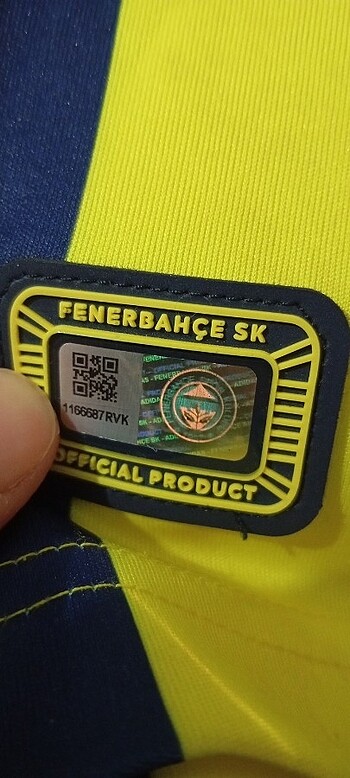 FENERBAHÇE SK
1166687RVK
OFFICIAL PRODUCT